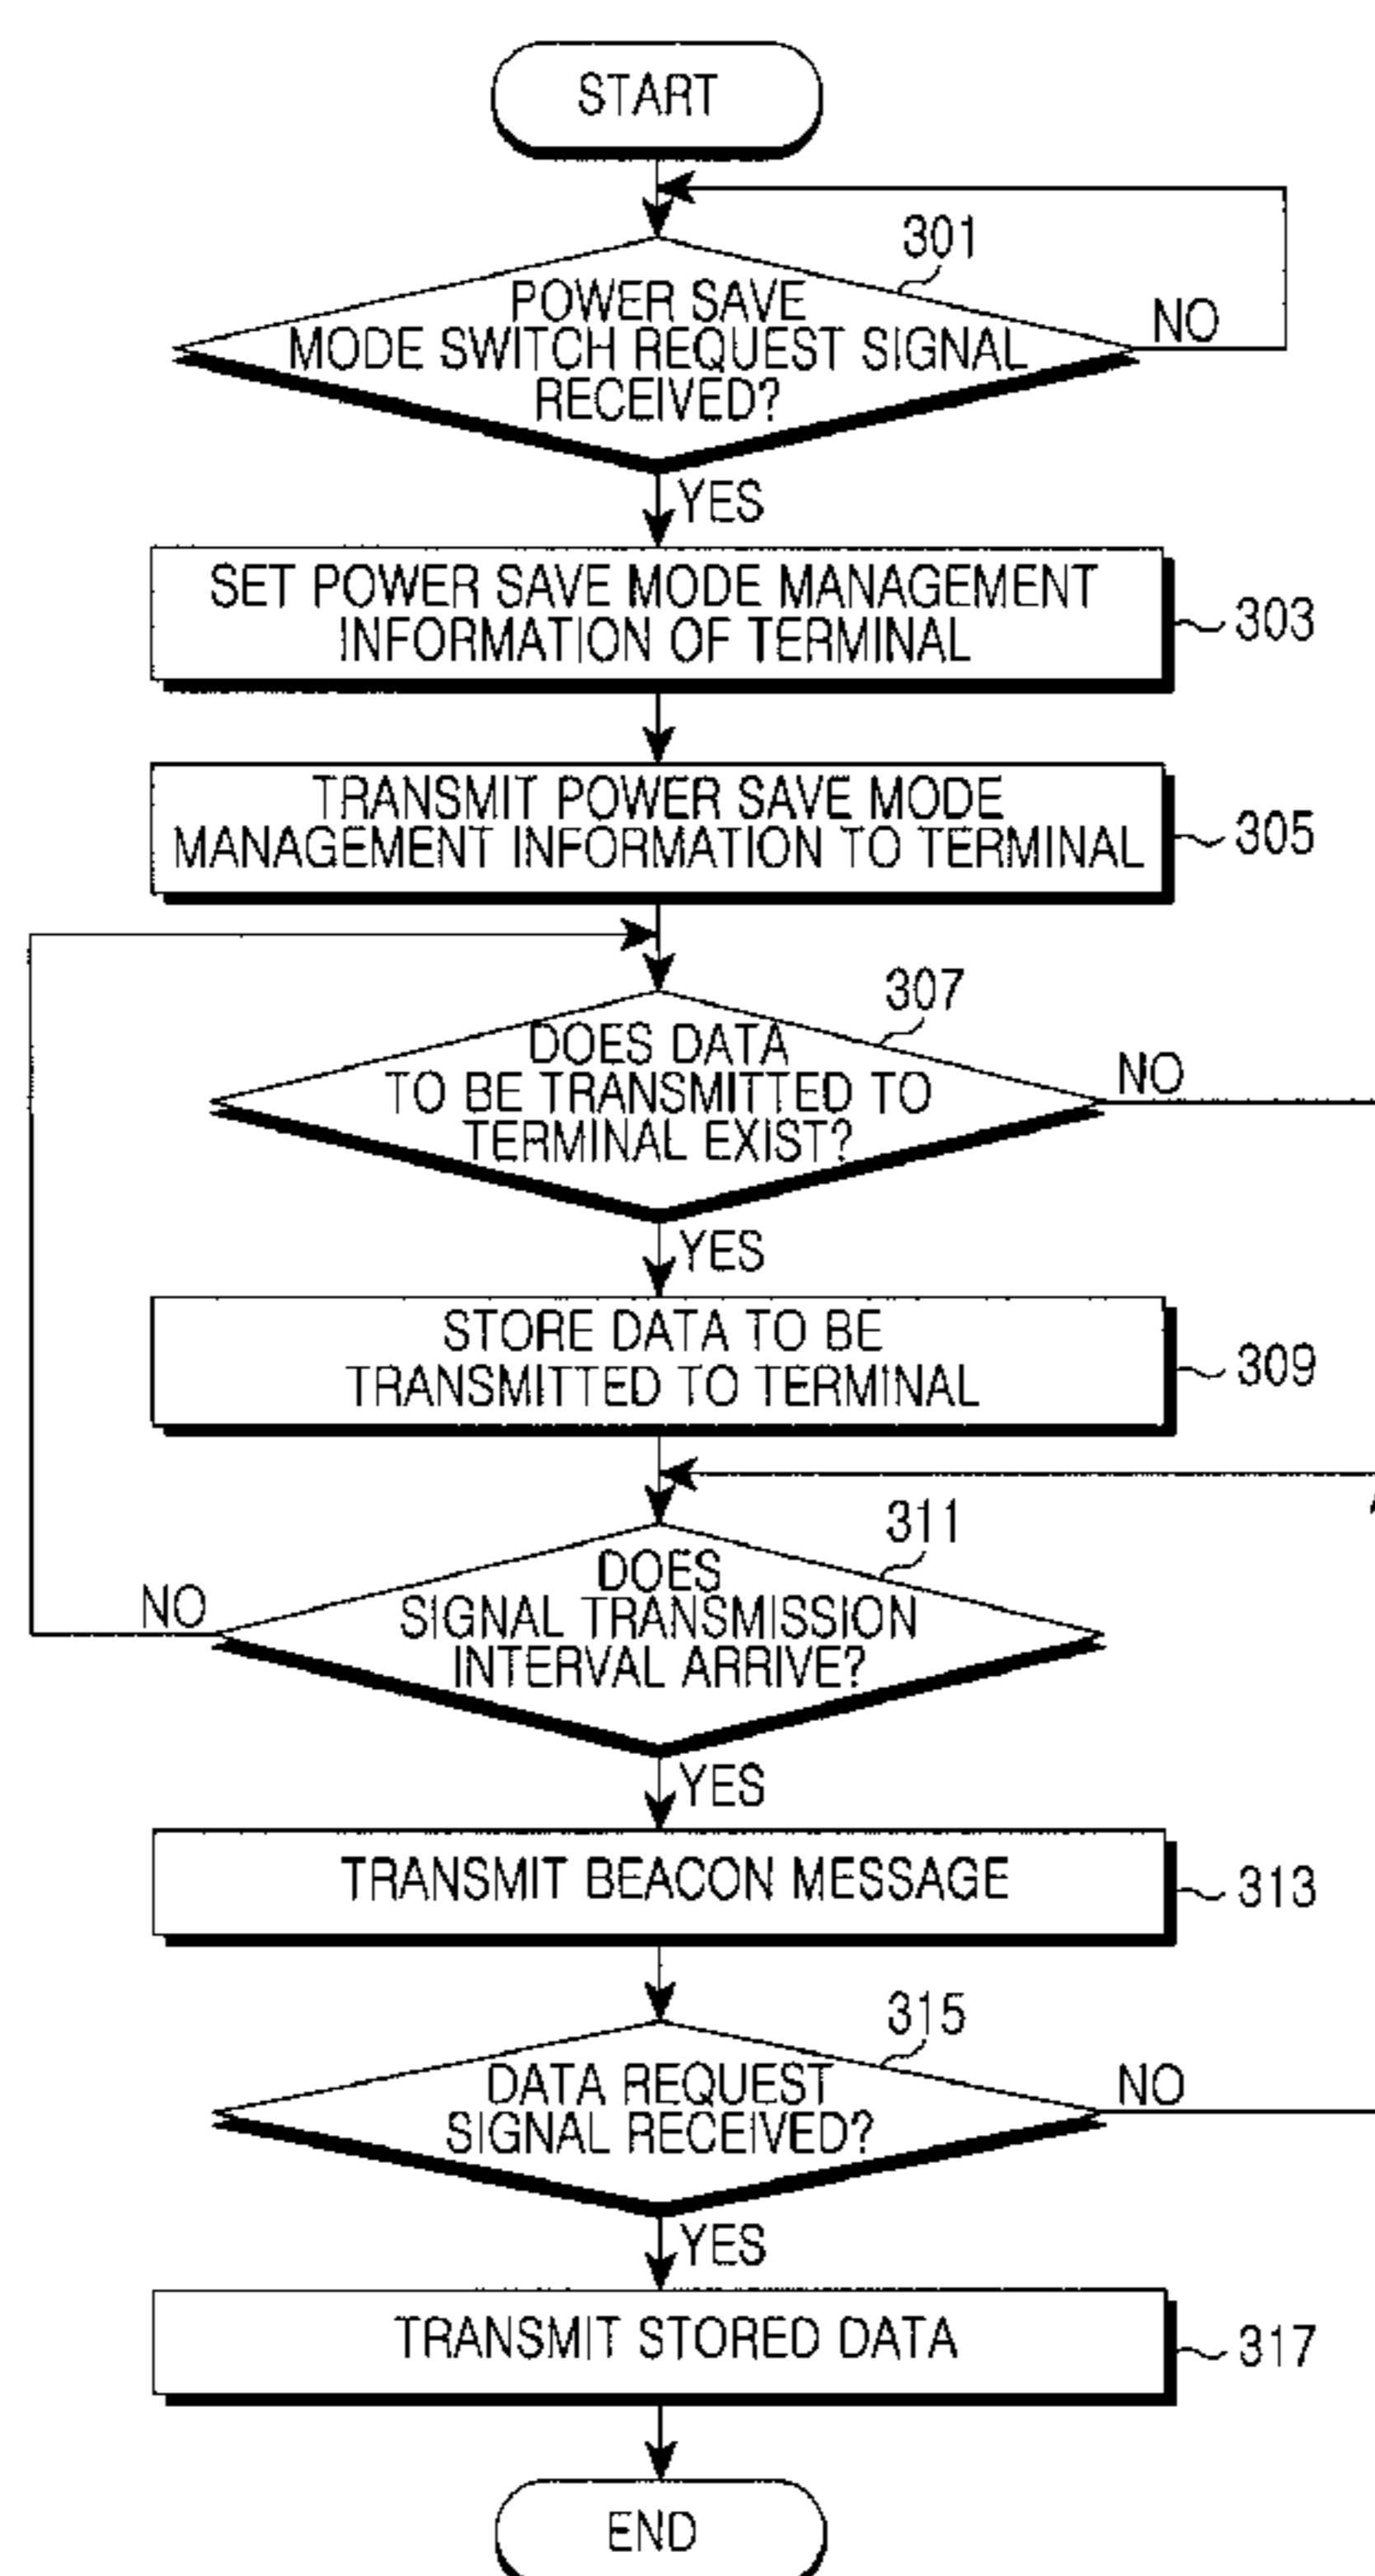 START
301
POWER SAVE
MODE SWITCH REQUEST SIGNAL
RECEIVED?
NO
YES
SET POWER SAVE MODE MANAGEMENT
INFORMATION OF TERMINAL
303
TRANSMIT POWER SAVE MODE
MANAGEMENT INFORMATION TO TERMINAL
305
307
DOES DATA
TO BE TRANSMITTED TO
TERMINAL EXIST?
NO
YES
STORE DATA TO BE
TRANSMITTED TO TERMINAL
309
311
DOES
SIGNAL TRANSMISSION
INTERVAL ARRIVE?
NO
YES
TRANSMIT BEACON MESSAGE
313
315
DATA REQUEST
SIGNAL RECEIVED?
NO
YES
TRANSMIT STORED DATA
317
END